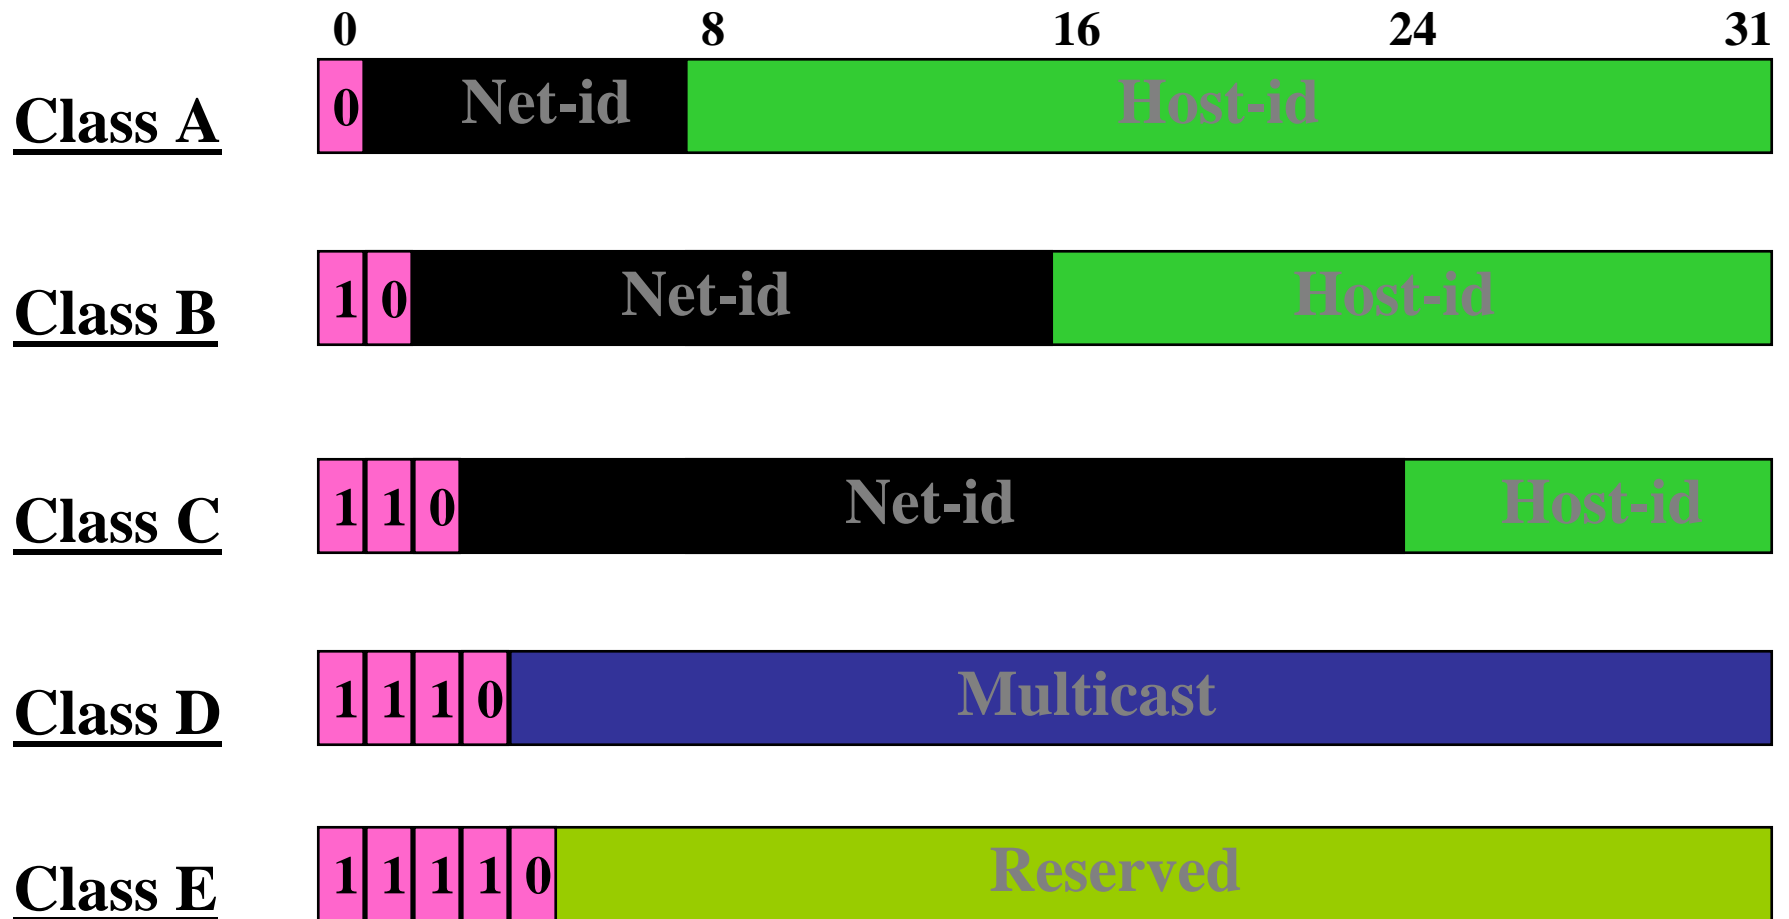 0 8 16 24 31
Class A 0 Net-id Host-id
Class B 1 0 Net-id Host-id
Class C 1 1 0 Net-id Host-id
Class D 1 1 1 0 Multicast
Class E 1 1 1 1 0 Reserved